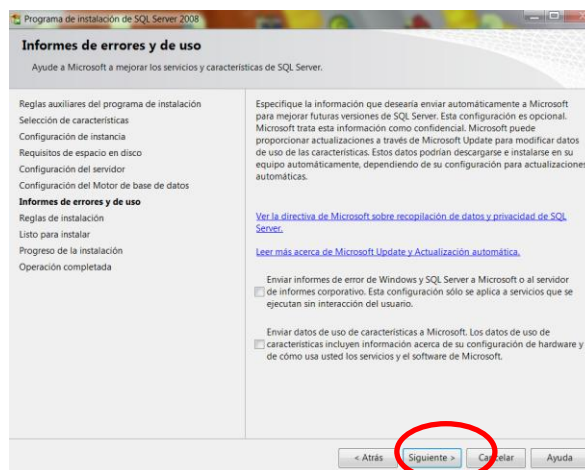 Programa de instalación de SQL Server 2008
Informes de errores y de uso
Ayude a Microsoft a mejorar los servicios y características de SQL Server.
Reglas auxiliares del programa de instalación
Selección de características
Configuración de instancia
Requisitos de espacio en disco
Configuración del servidor
Configuración del Motor de base de datos
Informes de errores y de uso
Reglas de instalación
Listo para instalar
Progreso de la instalación
Operación completada
Especifique la información que desearía enviar automáticamente a Microsoft
para mejorar futuras versiones de SQL Server. Esta configuración es opcional.
Microsoft trata esta información como confidencial. Microsoft puede
proporcionar actualizaciones a través de Microsoft Update para modificar datos
de uso de las características. Estos datos podrían descargarse e instalarse en su
equipo automáticamente, dependiendo de su configuración para actualizaciones
automáticas.
Ver la directiva de Microsoft sobre recopilación de datos y privacidad de SQL
Server.
Leer más acerca de Microsoft Update y Actualización automática.
Enviar informes de error de Windows y SQL Server a Microsoft o al servidor
de informes corporativo. Esta configuración sólo se aplica a servicios que se
ejecutan sin interacción del usuario.
Enviar datos de uso de características a Microsoft. Los datos de uso de
características incluyen información acerca de su configuración de hardware y
de cómo usa usted los servicios y el software de Microsoft.
< Atrás
Siguiente >
Cancelar
Ayuda